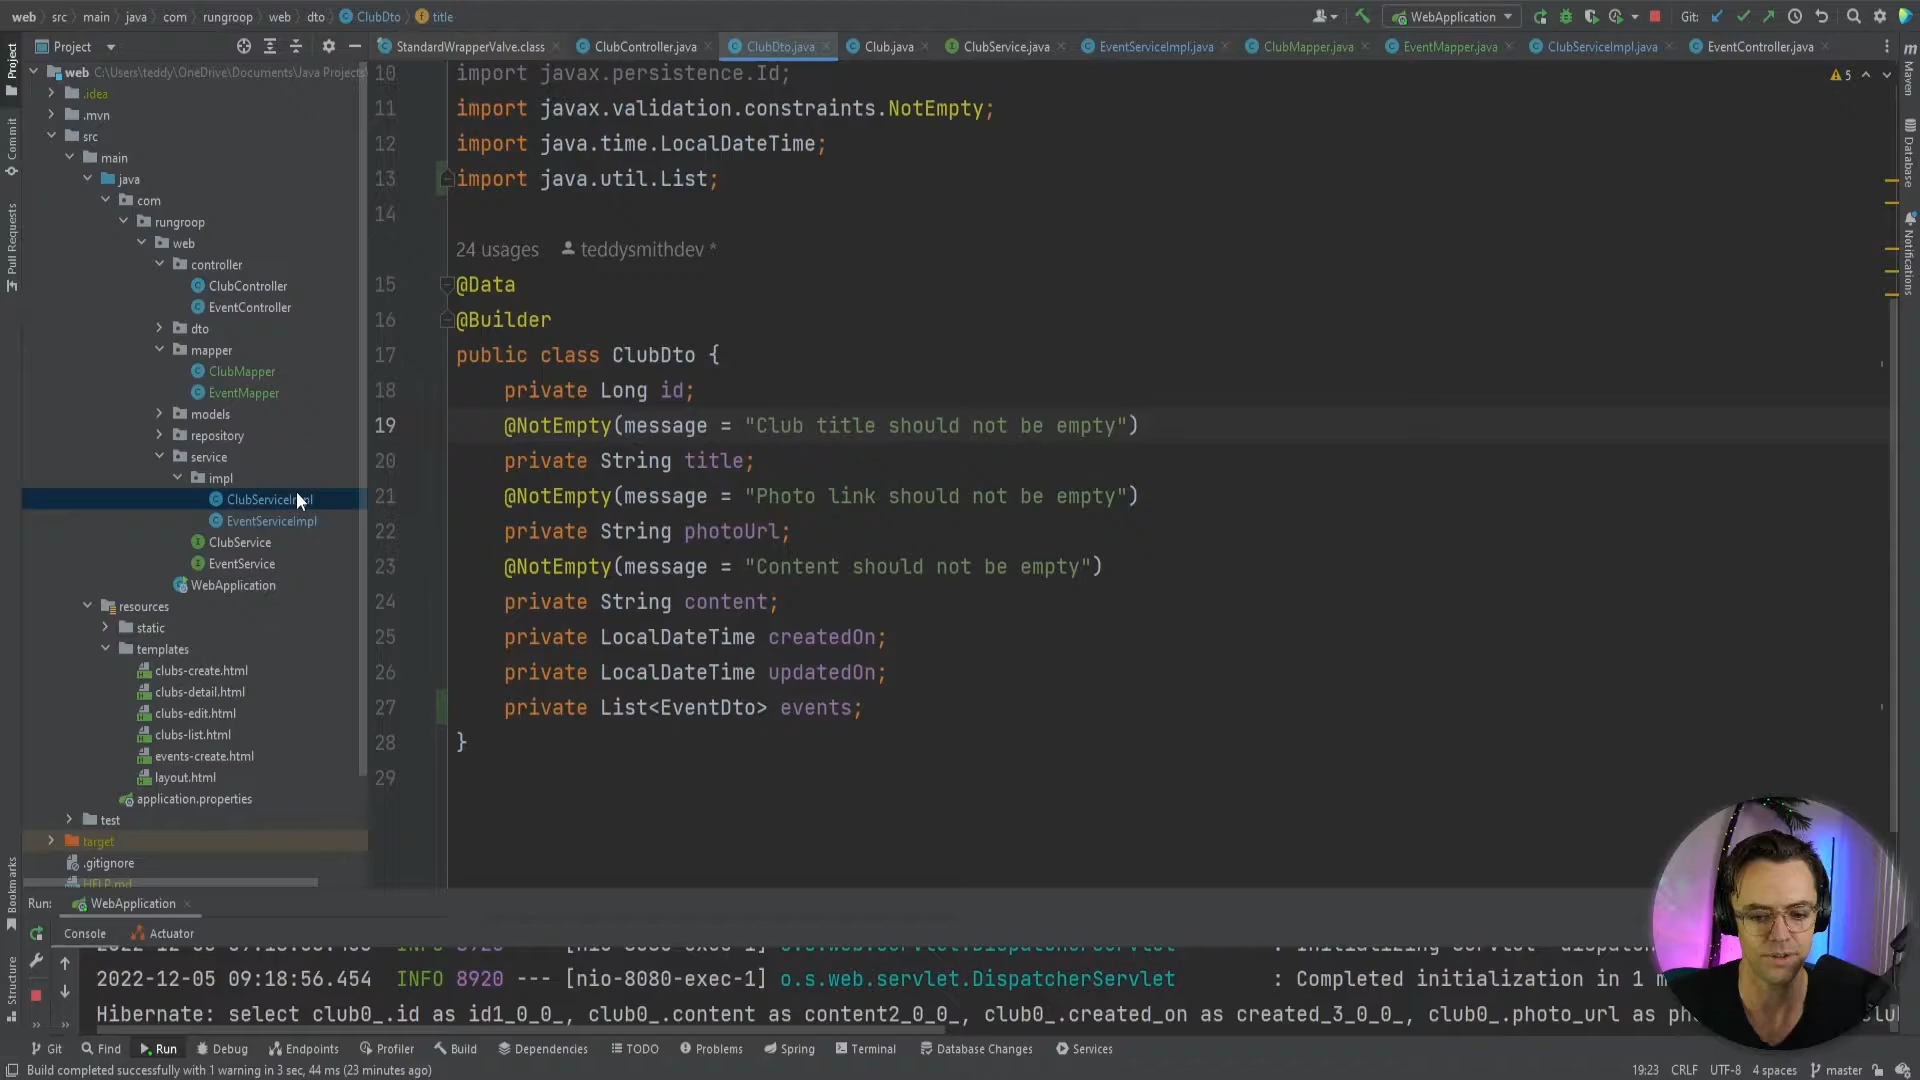 web src main java com rungroop web dto ClubDto title
WebApplication
Git:
Project
StandardWrapperValve.class
ClubController.java
ClubDto.java
Club.java
ClubService.java
EventServiceImpl.java
ClubMapper.java
EventMapper.java
ClubServiceImpl.java
EventController.java
Project
Commit
Pull Requests
Bookmarks
Structure
Maven
Database
Notifications
web C:\Users\teddy\OneDrive\Documents\Java Projects
.idea
.mvn
src
main
java
com
rungroop
web
controller
ClubController
EventController
dto
mapper
ClubMapper
EventMapper
models
repository
service
impl
ClubServiceImpl
EventServiceImpl
ClubService
EventService
WebApplication
resources
static
templates
clubs-create.html
clubs-detail.html
clubs-edit.html
clubs-list.html
events-create.html
layout.html
application.properties
test
target
.gitignore
HELP.md
5
10 import javax.persistence.Id;
11 import javax.validation.constraints.NotEmpty;
12 import java.time.LocalDateTime;
13 import java.util.List;
14
24 usages teddysmithdev *
15 @Data
16 @Builder
17 public class ClubDto {
18 private Long id;
19 @NotEmpty(message = "Club title should not be empty")
20 private String title;
21 @NotEmpty(message = "Photo link should not be empty")
22 private String photoUrl;
23 @NotEmpty(message = "Content should not be empty")
24 private String content;
25 private LocalDateTime createdOn;
26 private LocalDateTime updatedOn;
27 private List<EventDto> events;
28 }
29
Run: WebApplication
Console Actuator
2022-12-05 09:18:56.454 INFO 8920 --- [nio-8080-exec-1] o.s.web.servlet.DispatcherServlet : Completed initialization in 1
Hibernate: select club0_.id as id1_0_0_, club0_.content as content2_0_0_, club0_.created_on as created_3_0_0_, club0_.photo_url as
Git Find Run Debug Endpoints Profiler Build Dependencies TODO Problems Spring Terminal Database Changes Services
Build completed successfully with 1 warning in 3 sec, 44 ms (23 minutes ago)
19:23 CRLF UTF-8 4 spaces master